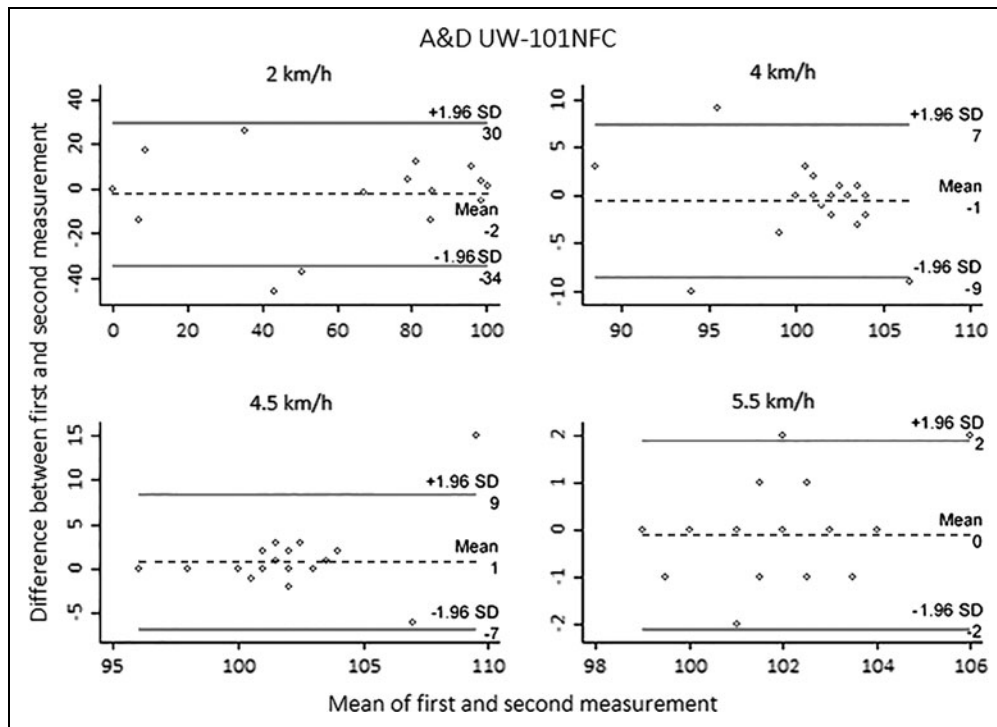 A&D UW-101NFC
Difference between first and second measurement
2 km/h
40
20
0
-20
-40
+1.96 SD
30
Mean
-2
-1.96 SD
-34
0 20 40 60 80 100
4 km/h
10
5
0
-5
-10
+1.96 SD
7
Mean
-1
-1.96 SD
-9
90 95 100 105 110
4.5 km/h
15
10
5
0
-5
+1.96 SD
9
Mean
1
-1.96 SD
-7
95 100 105 110
5.5 km/h
2
1
0
-1
-2
+1.96 SD
2
Mean
0
-1.96 SD
-2
98 100 102 104 106
Mean of first and second measurement